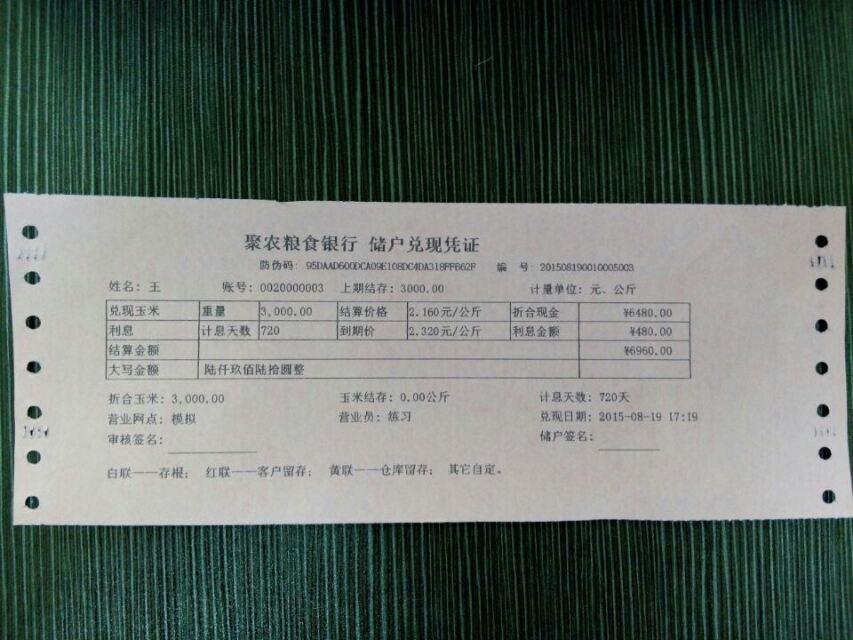 聚农粮食银行 储户兑现凭证
防伪码: 95DAAD600DCA09E108DC4DA318FFB62F 编 号: 201508190010005003
姓名: 王 账号: 0020000003 上期结存: 3000.00 计量单位: 元、公斤
兑现玉米 重量 3,000.00 结算价格 2.160元/公斤 折合现金 ¥6480.00
利息 计息天数 720 到期价 2.320元/公斤 利息金额 ¥480.00
结算金额 ¥6960.00
大写金额 陆仟玖佰陆拾圆整
折合玉米: 3,000.00 玉米结存: 0.00公斤 计息天数: 720天
营业网点: 模拟 营业员: 练习 兑现日期: 2015-08-19 17:19
审核签名: 储户签名:
白联——存根; 红联——客户留存; 黄联——仓库留存; 其它自定。